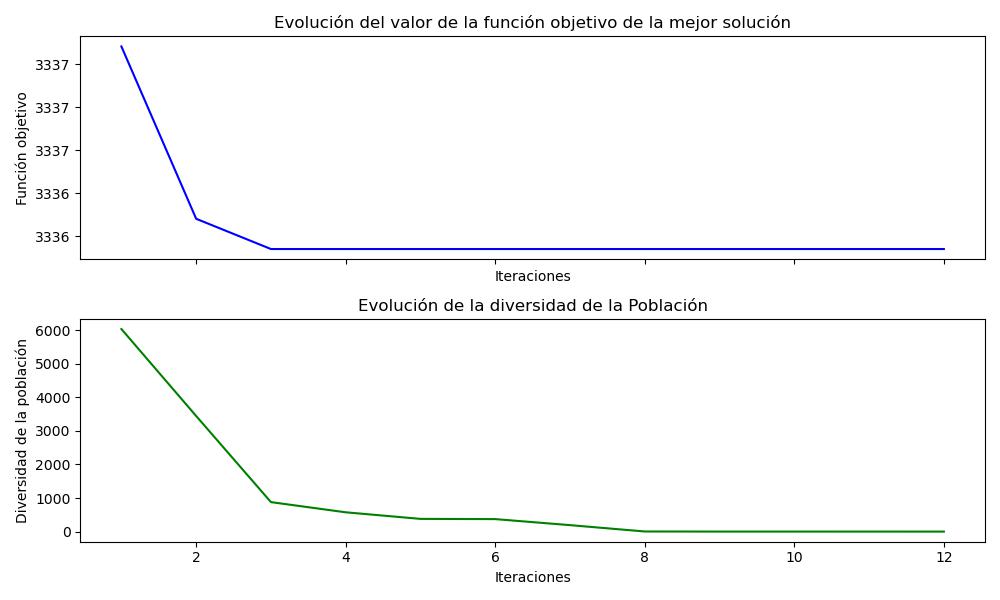 Evolución del valor de la función objetivo de la mejor solución
Función objetivo
3337
3337
3337
3336
3336
Iteraciones
Evolución de la diversidad de la Población
Diversidad de la población
6000
5000
4000
3000
2000
1000
0
2 4 6 8 10 12
Iteraciones